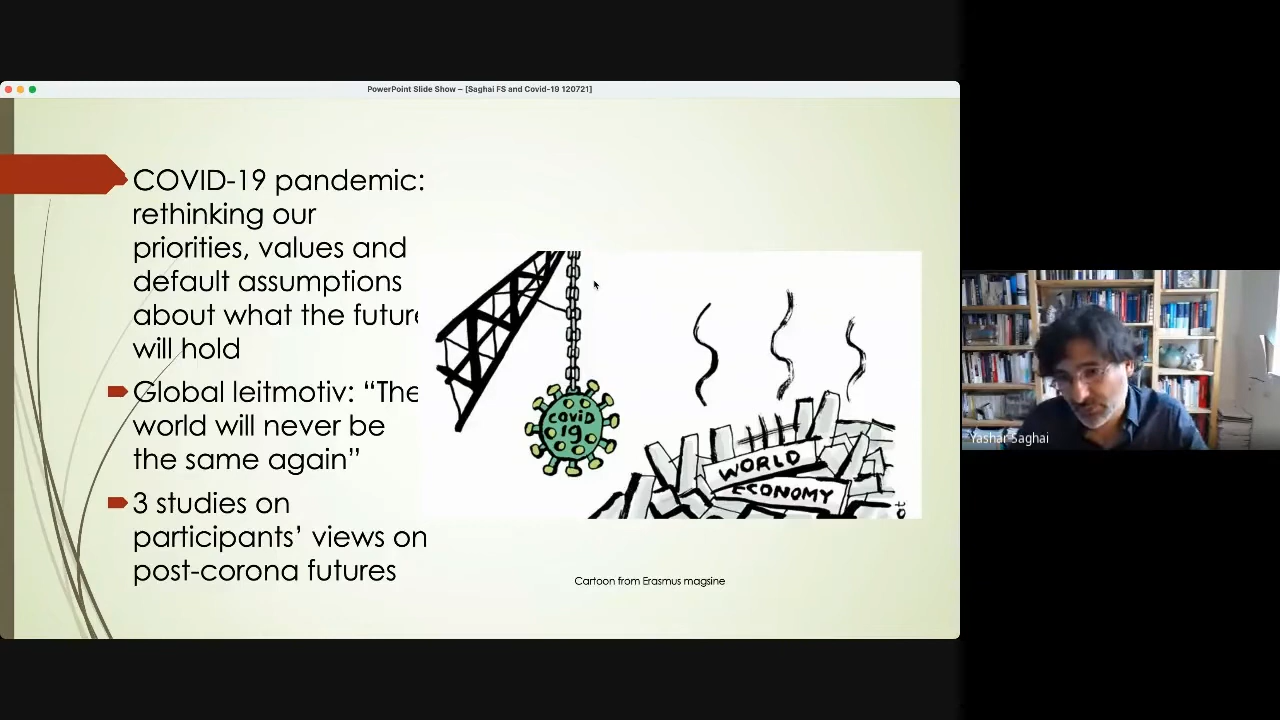 PowerPoint Slide Show – [Saghai FS and Covid-19 120721]
COVID-19 pandemic:
rethinking our
priorities, values and
default assumptions
about what the future
will hold
Global leitmotiv: “The
world will never be
the same again”
3 studies on
participants’ views on
post-corona futures
covid
19
WORLD
ECONOMY
Cartoon from Erasmus magsine
Yashar Saghai